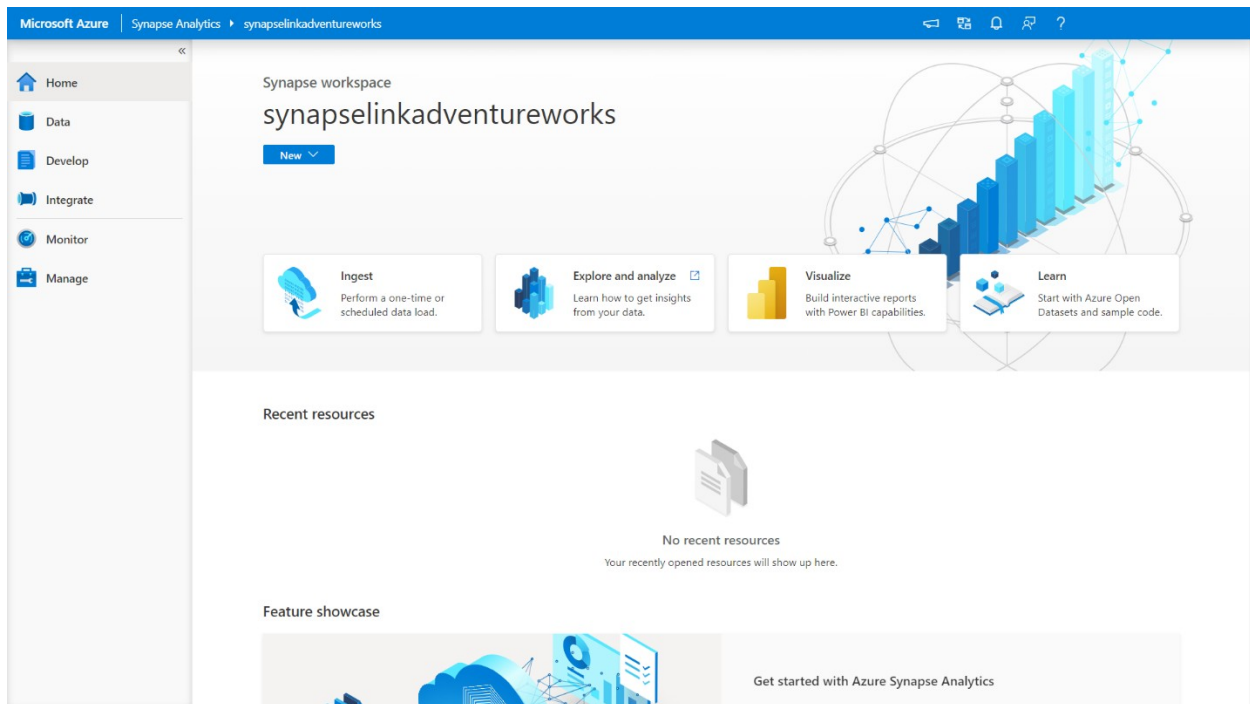 Microsoft Azure | Synapse Analytics ▸ synapselinkadventureworks
?
«
Home
Data
Develop
Integrate
Monitor
Manage
Synapse workspace
synapselinkadventureworks
New
Ingest
Perform a one-time or
scheduled data load.
Explore and analyze
Learn how to get insights
from your data.
Visualize
Build interactive reports
with Power BI capabilities.
Learn
Start with Azure Open
Datasets and sample code.
Recent resources
No recent resources
Your recently opened resources will show up here.
Feature showcase
Get started with Azure Synapse Analytics